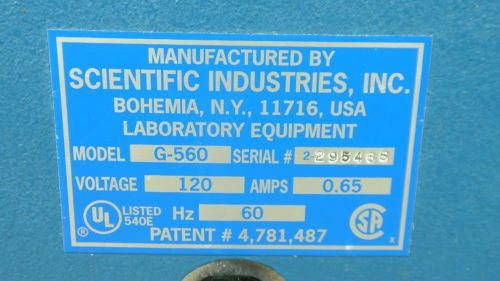 MANUFACTURED BY
SCIENTIFIC INDUSTRIES, INC.
BOHEMIA, N.Y., 11716, USA
LABORATORY EQUIPMENT
MODEL G-560 SERIAL #
VOLTAGE 120 AMPS 0.65
UL ® LISTED 540E Hz 60 SA x
PATENT # 4,781,487